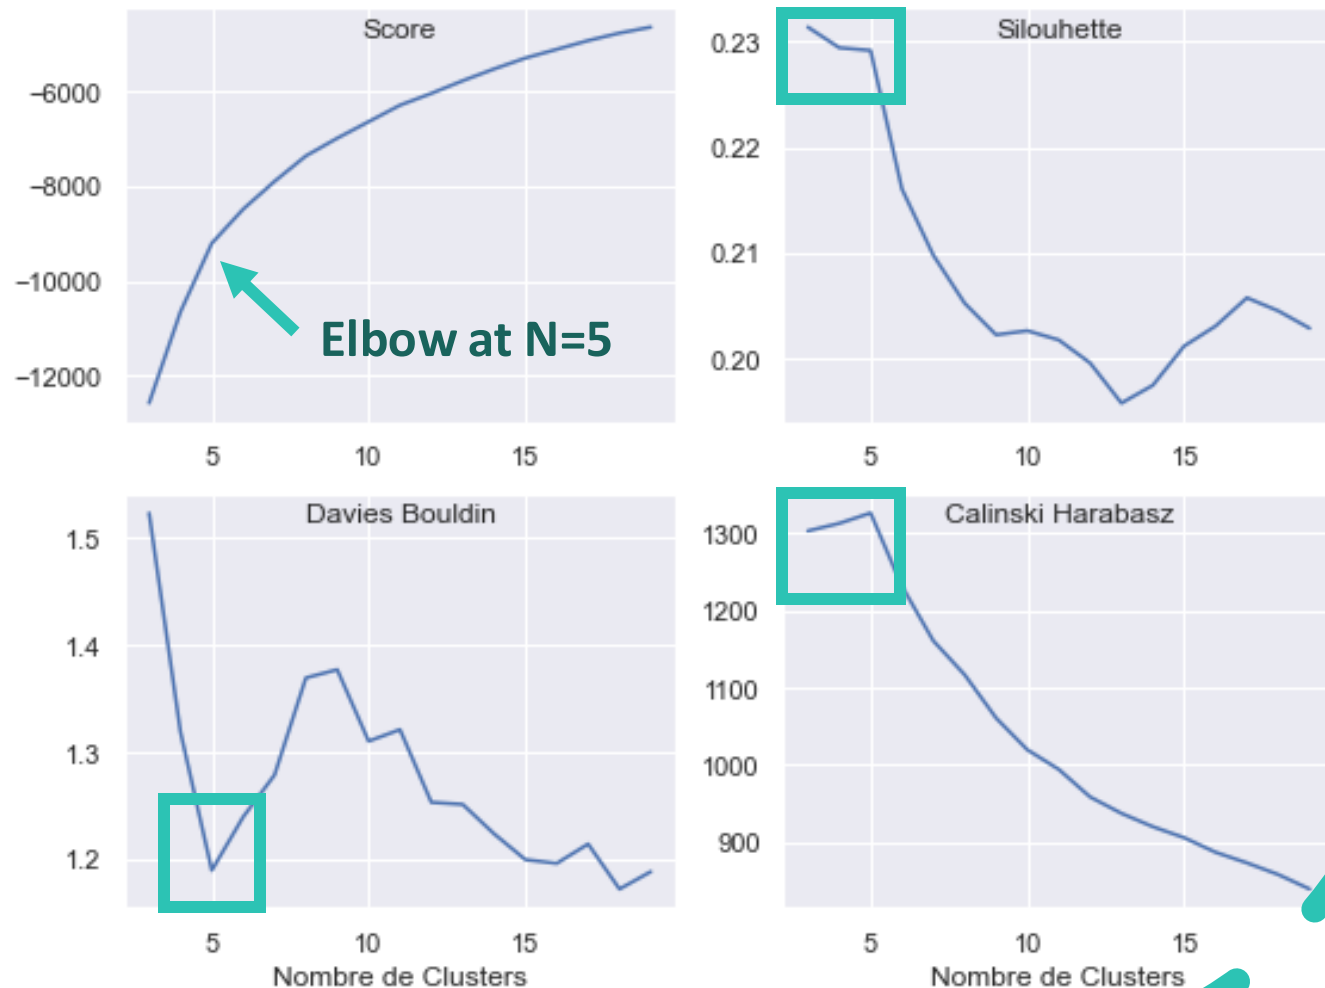 Score
−6000
−8000
−10000
−12000
5 10 15
Elbow at N=5
Silouhette
0.23
0.22
0.21
0.20
5 10 15
Davies Bouldin
1.5
1.4
1.3
1.2
5 10 15
Nombre de Clusters
Calinski Harabasz
1300
1200
1100
1000
900
5 10 15
Nombre de Clusters